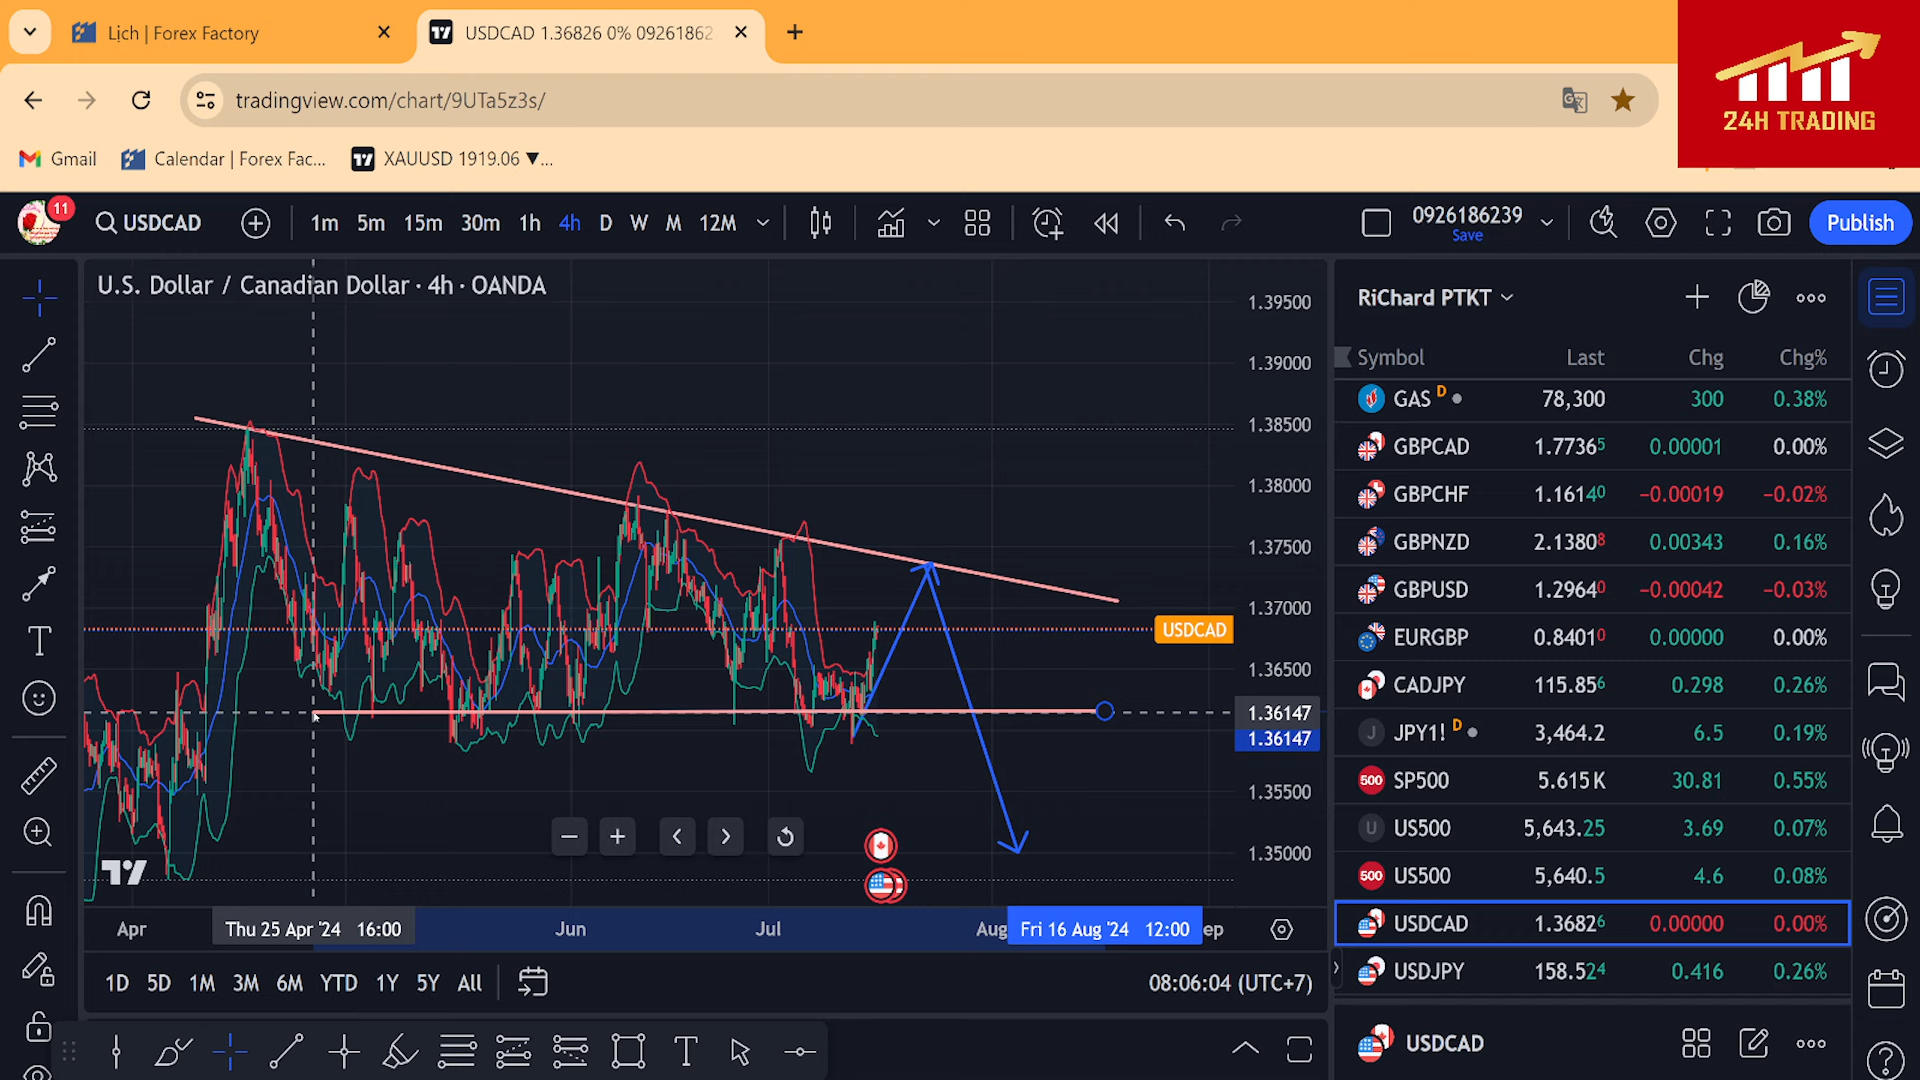 Lịch | Forex Factory
USDCAD 1.36826 0% 09261862
tradingview.com/chart/9UTa5z3s/
24H TRADING
Gmail
Calendar | Forex Fac...
XAUUSD 1919.06 ▼...
11
USDCAD
1m 5m 15m 30m 1h 4h D W M 12M
0926186239
Save
Publish
U.S. Dollar / Canadian Dollar · 4h · OANDA
RiChard PTKT
Symbol Last Chg Chg%
GAS D 78,300 300 0.38%
GBPCAD 1.77365 0.00001 0.00%
GBPCHF 1.16140 −0.00019 −0.02%
GBPNZD 2.13808 0.00343 0.16%
GBPUSD 1.29640 −0.00042 −0.03%
EURGBP 0.84010 0.00000 0.00%
CADJPY 115.856 0.298 0.26%
J JPY1! D 3,464.2 6.5 0.19%
500 SP500 5.615 K 30.81 0.55%
U US500 5,643.25 3.69 0.07%
500 US500 5,640.5 4.6 0.08%
USDCAD 1.36826 0.00000 0.00%
USDJPY 158.524 0.416 0.26%
USDCAD
1.39500
1.39000
1.38500
1.38000
1.37500
1.37000
USDCAD
1.36500
1.36147
1.36147
1.35500
1.35000
Apr
Thu 25 Apr '24 16:00
Jun
Jul
Aug
Fri 16 Aug '24 12:00
ep
1D 5D 1M 3M 6M YTD 1Y 5Y All
08:06:04 (UTC+7)